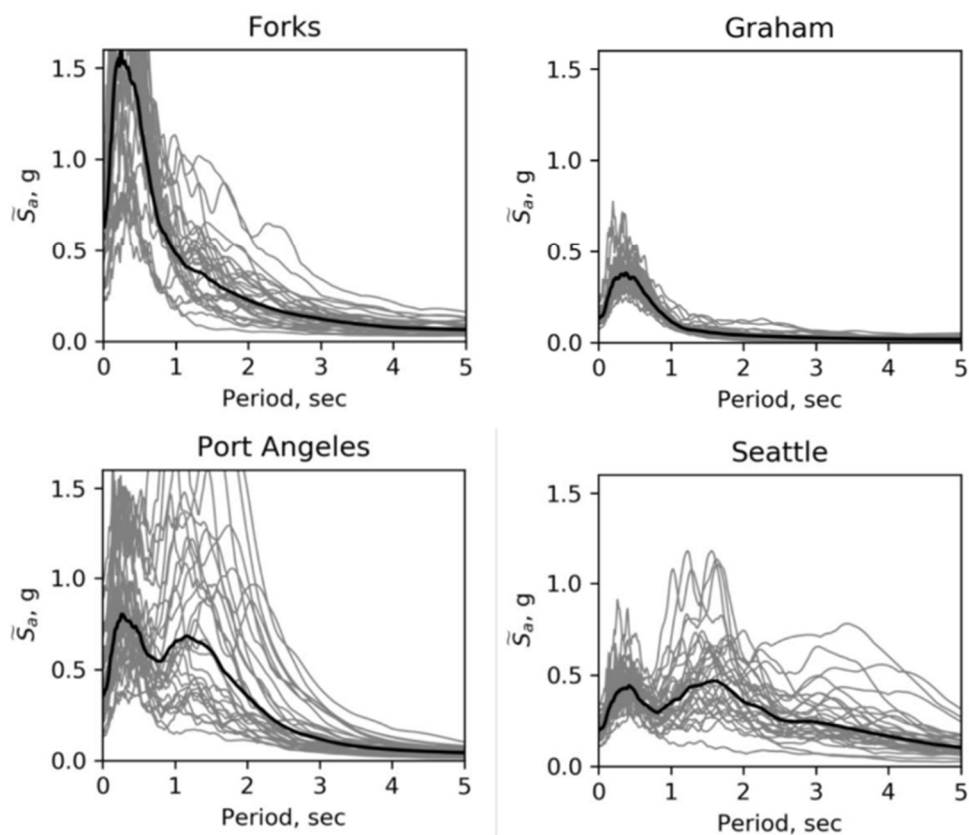 Forks
1.5
1.0
0.5
0.0
S̃a, g
0 1 2 3 4 5
Period, sec
Graham
1.5
1.0
0.5
0.0
S̃a, g
0 1 2 3 4 5
Period, sec
Port Angeles
1.5
1.0
0.5
0.0
S̃a, g
0 1 2 3 4 5
Period, sec
Seattle
1.5
1.0
0.5
0.0
S̃a, g
0 1 2 3 4 5
Period, sec